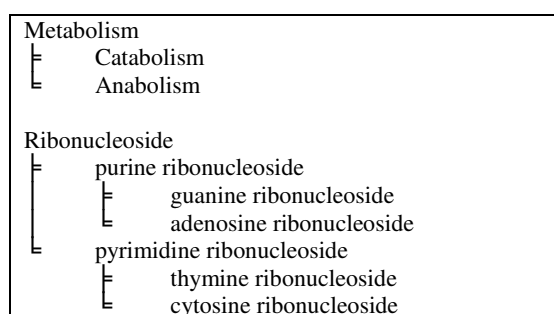 Metabolism
╞ Catabolism
╘ Anabolism
Ribonucleoside
╞ purine ribonucleoside
│ ╞ guanine ribonucleoside
│ ╘ adenosine ribonucleoside
╘ pyrimidine ribonucleoside
╞ thymine ribonucleoside
╘ cytosine ribonucleoside